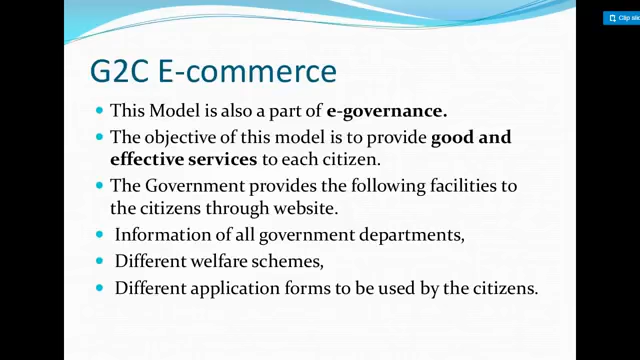 Clip slid
G2C E-commerce
• This Model is also a part of e-governance.
• The objective of this model is to provide good and
effective services to each citizen.
• The Government provides the following facilities to
the citizens through website.
• Information of all government departments,
• Different welfare schemes,
• Different application forms to be used by the citizens.